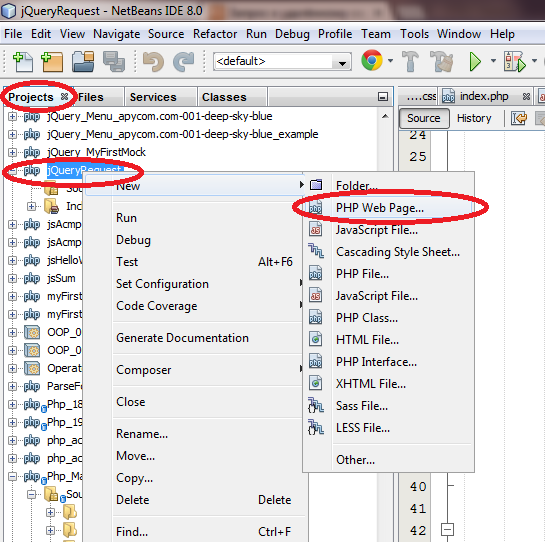 jQueryRequest - NetBeans IDE 8.0
File Edit View Navigate Source Refactor Run Debug Profile Team Tools Window
<default>
Projects Files Services Classes
....css index.php
Source History
jQuery_Menu_apycom.com-001-deep-sky-blue
jQuery_Menu_apycom.com-001-deep-sky-blue_example
jQuery_MyFirstMock
jQueryRequest
Sou
Inc
jsAcmp
jsAcmp
jsHelloW
jsSum
myFirst
myFirst
OOP_0
OOP_0
Operat
ParseFo
Php_18
Php_19
php_ac
php_ac
Php_Ma
Sou
New
Run
Debug
Test Alt+F6
Set Configuration
Code Coverage
Generate Documentation
Composer
Close
Rename...
Move...
Copy...
Delete Delete
Find... Ctrl+F
Folder...
PHP Web Page...
JavaScript File...
Cascading Style Sheet...
PHP File...
JavaScript File...
PHP Class...
HTML File...
PHP Interface...
XHTML File...
Sass File...
LESS File...
Other...
24
25
40
41
42